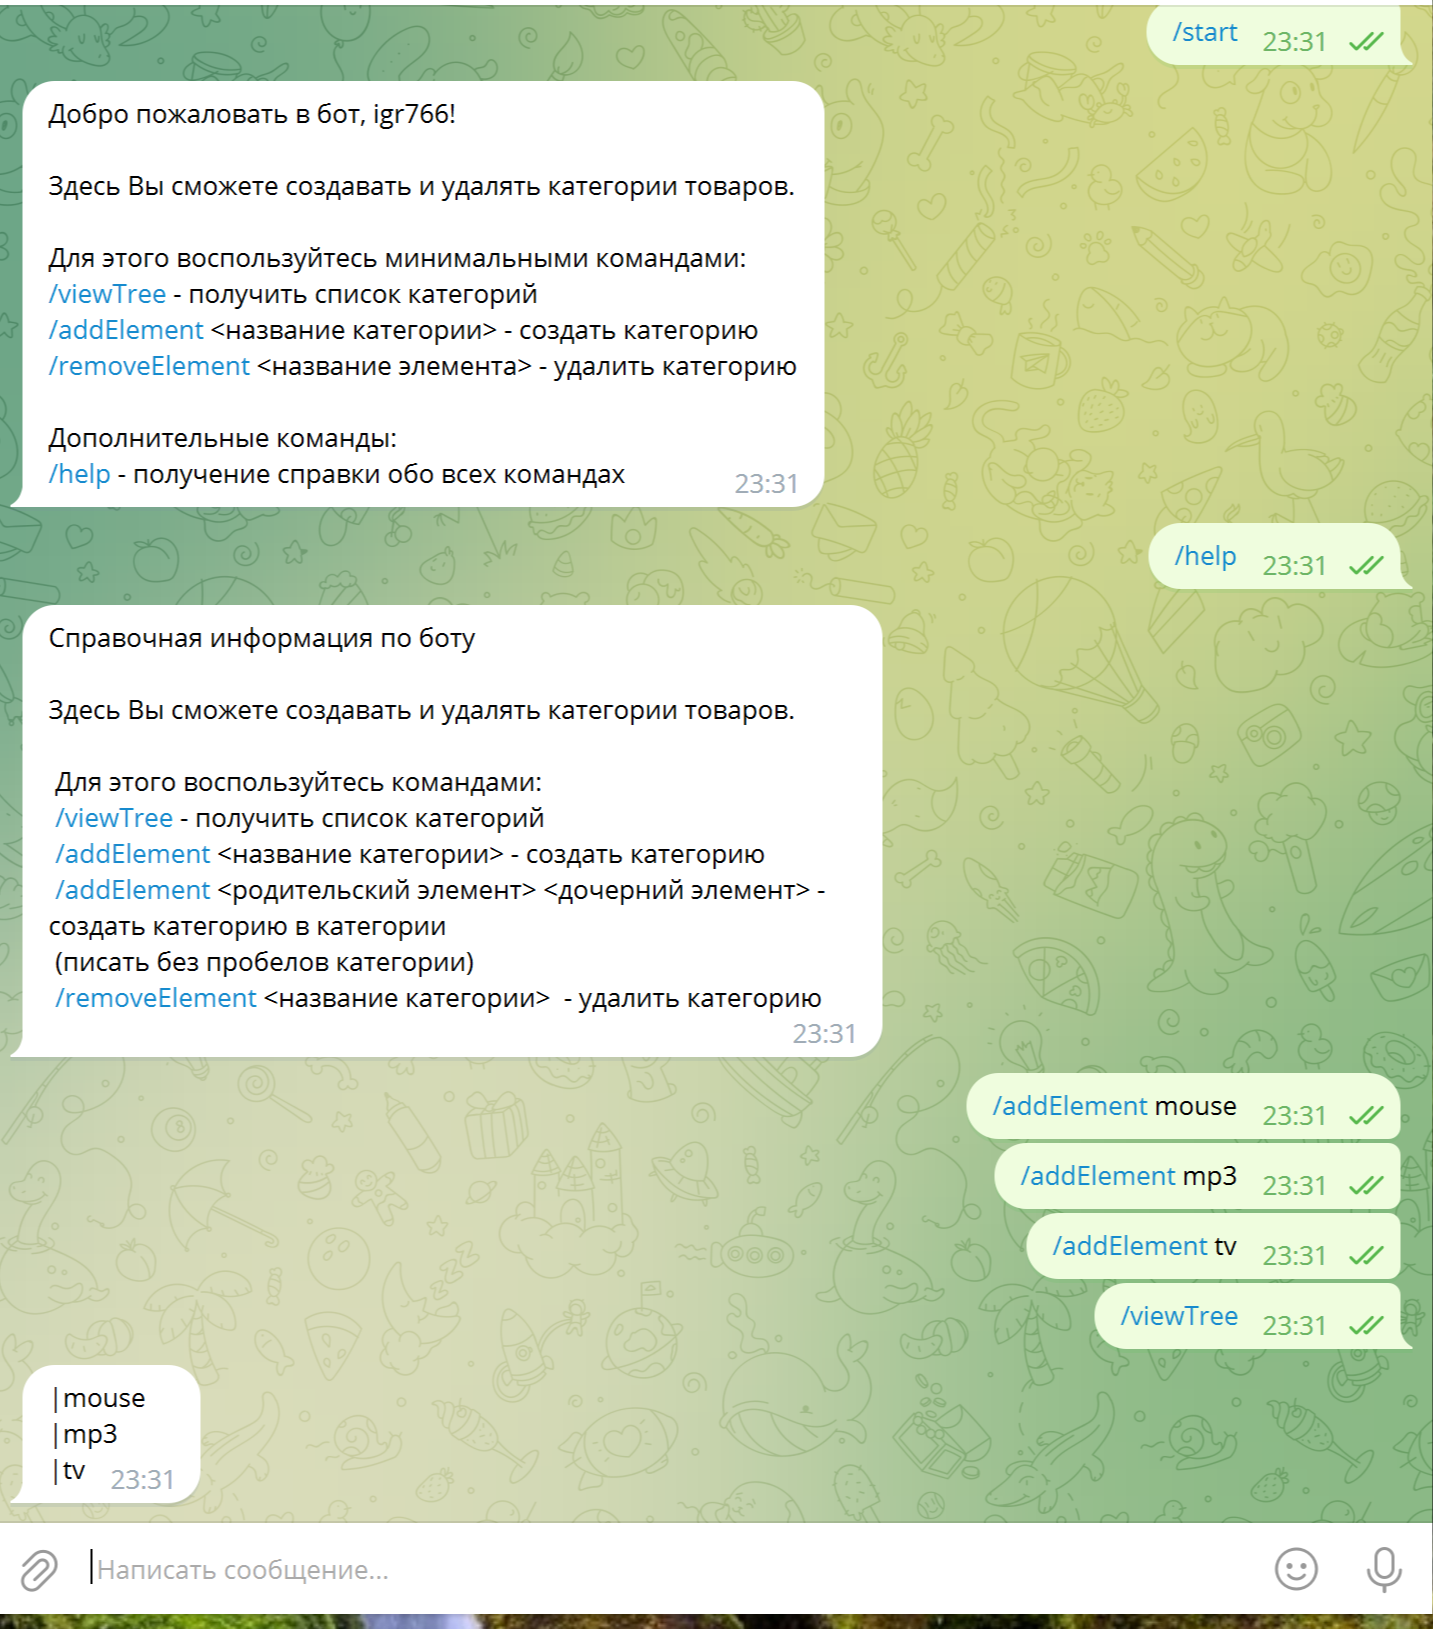 /start 23:31
Добро пожаловать в бот, igr766!
Здесь Вы сможете создавать и удалять категории товаров.
Для этого воспользуйтесь минимальными командами:
/viewTree - получить список категорий
/addElement <название категории> - создать категорию
/removeElement <название элемента> - удалить категорию
Дополнительные команды:
/help - получение справки обо всех командах 23:31
/help 23:31
Справочная информация по боту
Здесь Вы сможете создавать и удалять категории товаров.
Для этого воспользуйтесь командами:
/viewTree - получить список категорий
/addElement <название категории> - создать категорию
/addElement <родительский элемент> <дочерний элемент> -
создать категорию в категории
(писать без пробелов категории)
/removeElement <название категории>  - удалить категорию
23:31
/addElement mouse 23:31
/addElement mp3 23:31
/addElement tv 23:31
/viewTree 23:31
|mouse
|mp3
|tv 23:31
Написать сообщение...